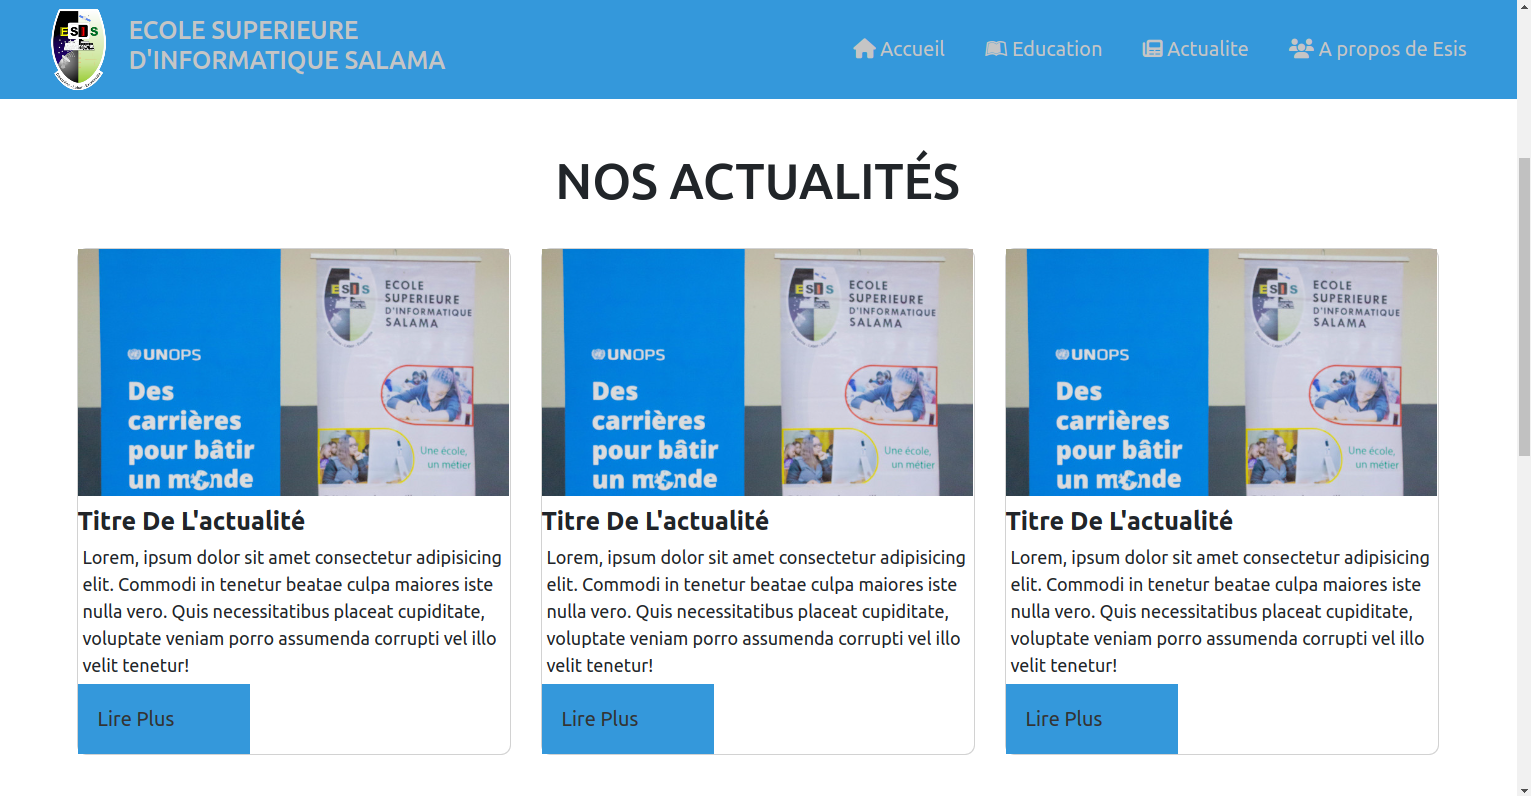 ESIS
ECOLE SUPERIEURE
D'INFORMATIQUE SALAMA
Accueil
Education
Actualite
A propos de Esis
NOS ACTUALITÉS
ESIS
ECOLE
SUPERIEURE
D'INFORMATIQUE
SALAMA
UNOPS
Des
carrières
pour bâtir
un monde
Une école,
un métier
Titre De L'actualité
Lorem, ipsum dolor sit amet consectetur adipisicing
elit. Commodi in tenetur beatae culpa maiores iste
nulla vero. Quis necessitatibus placeat cupiditate,
voluptate veniam porro assumenda corrupti vel illo
velit tenetur!
Lire Plus
ESIS
ECOLE
SUPERIEURE
D'INFORMATIQUE
SALAMA
UNOPS
Des
carrières
pour bâtir
un monde
Une école,
un métier
Titre De L'actualité
Lorem, ipsum dolor sit amet consectetur adipisicing
elit. Commodi in tenetur beatae culpa maiores iste
nulla vero. Quis necessitatibus placeat cupiditate,
voluptate veniam porro assumenda corrupti vel illo
velit tenetur!
Lire Plus
ESIS
ECOLE
SUPERIEURE
D'INFORMATIQUE
SALAMA
UNOPS
Des
carrières
pour bâtir
un monde
Une école,
un métier
Titre De L'actualité
Lorem, ipsum dolor sit amet consectetur adipisicing
elit. Commodi in tenetur beatae culpa maiores iste
nulla vero. Quis necessitatibus placeat cupiditate,
voluptate veniam porro assumenda corrupti vel illo
velit tenetur!
Lire Plus